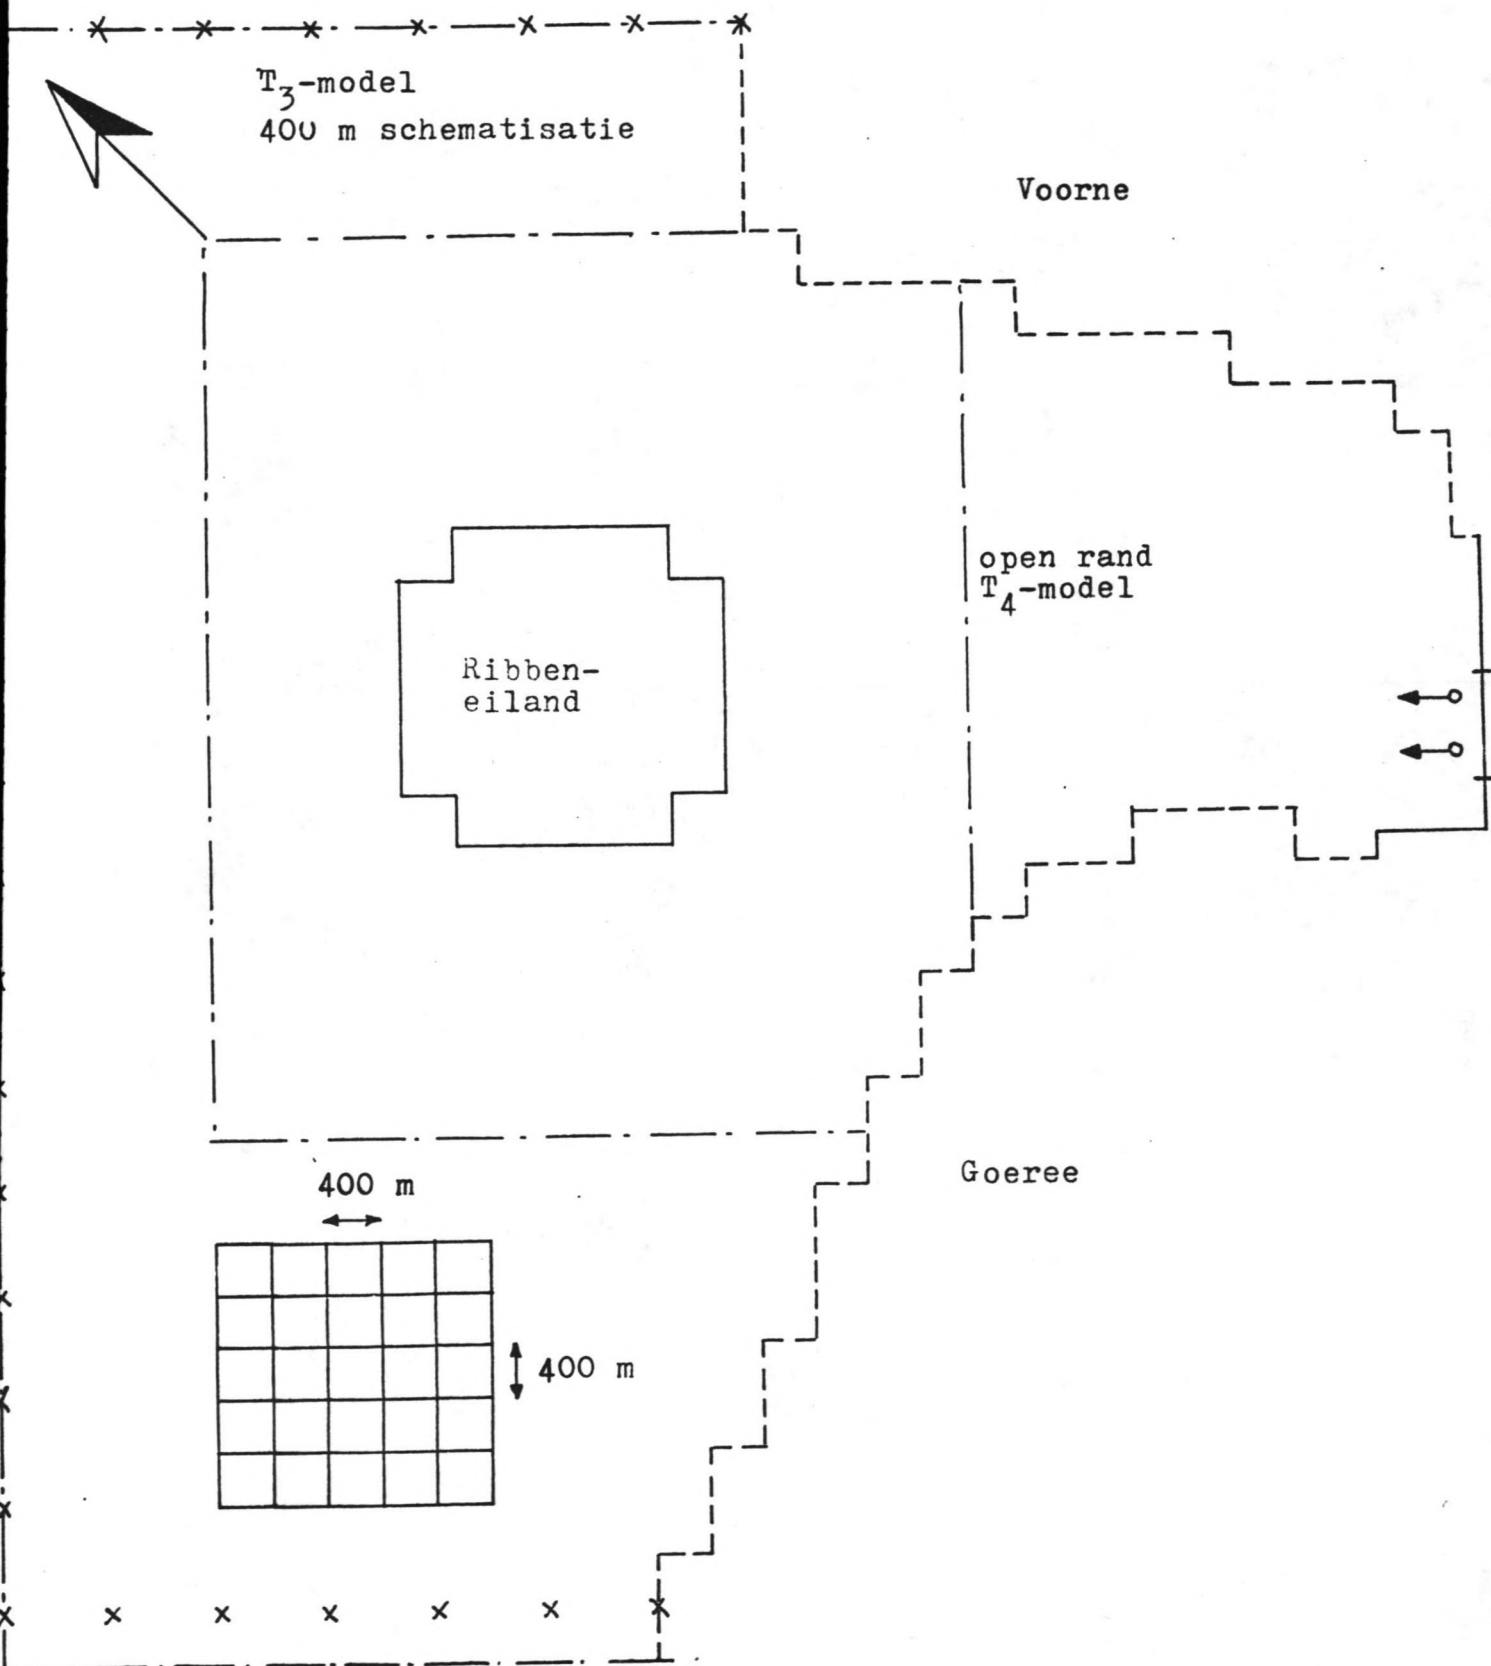 T3-model
400 m schematisatie
Voorne
open rand
T4-model
Ribben-
eiland
400 m
Goeree
400 m